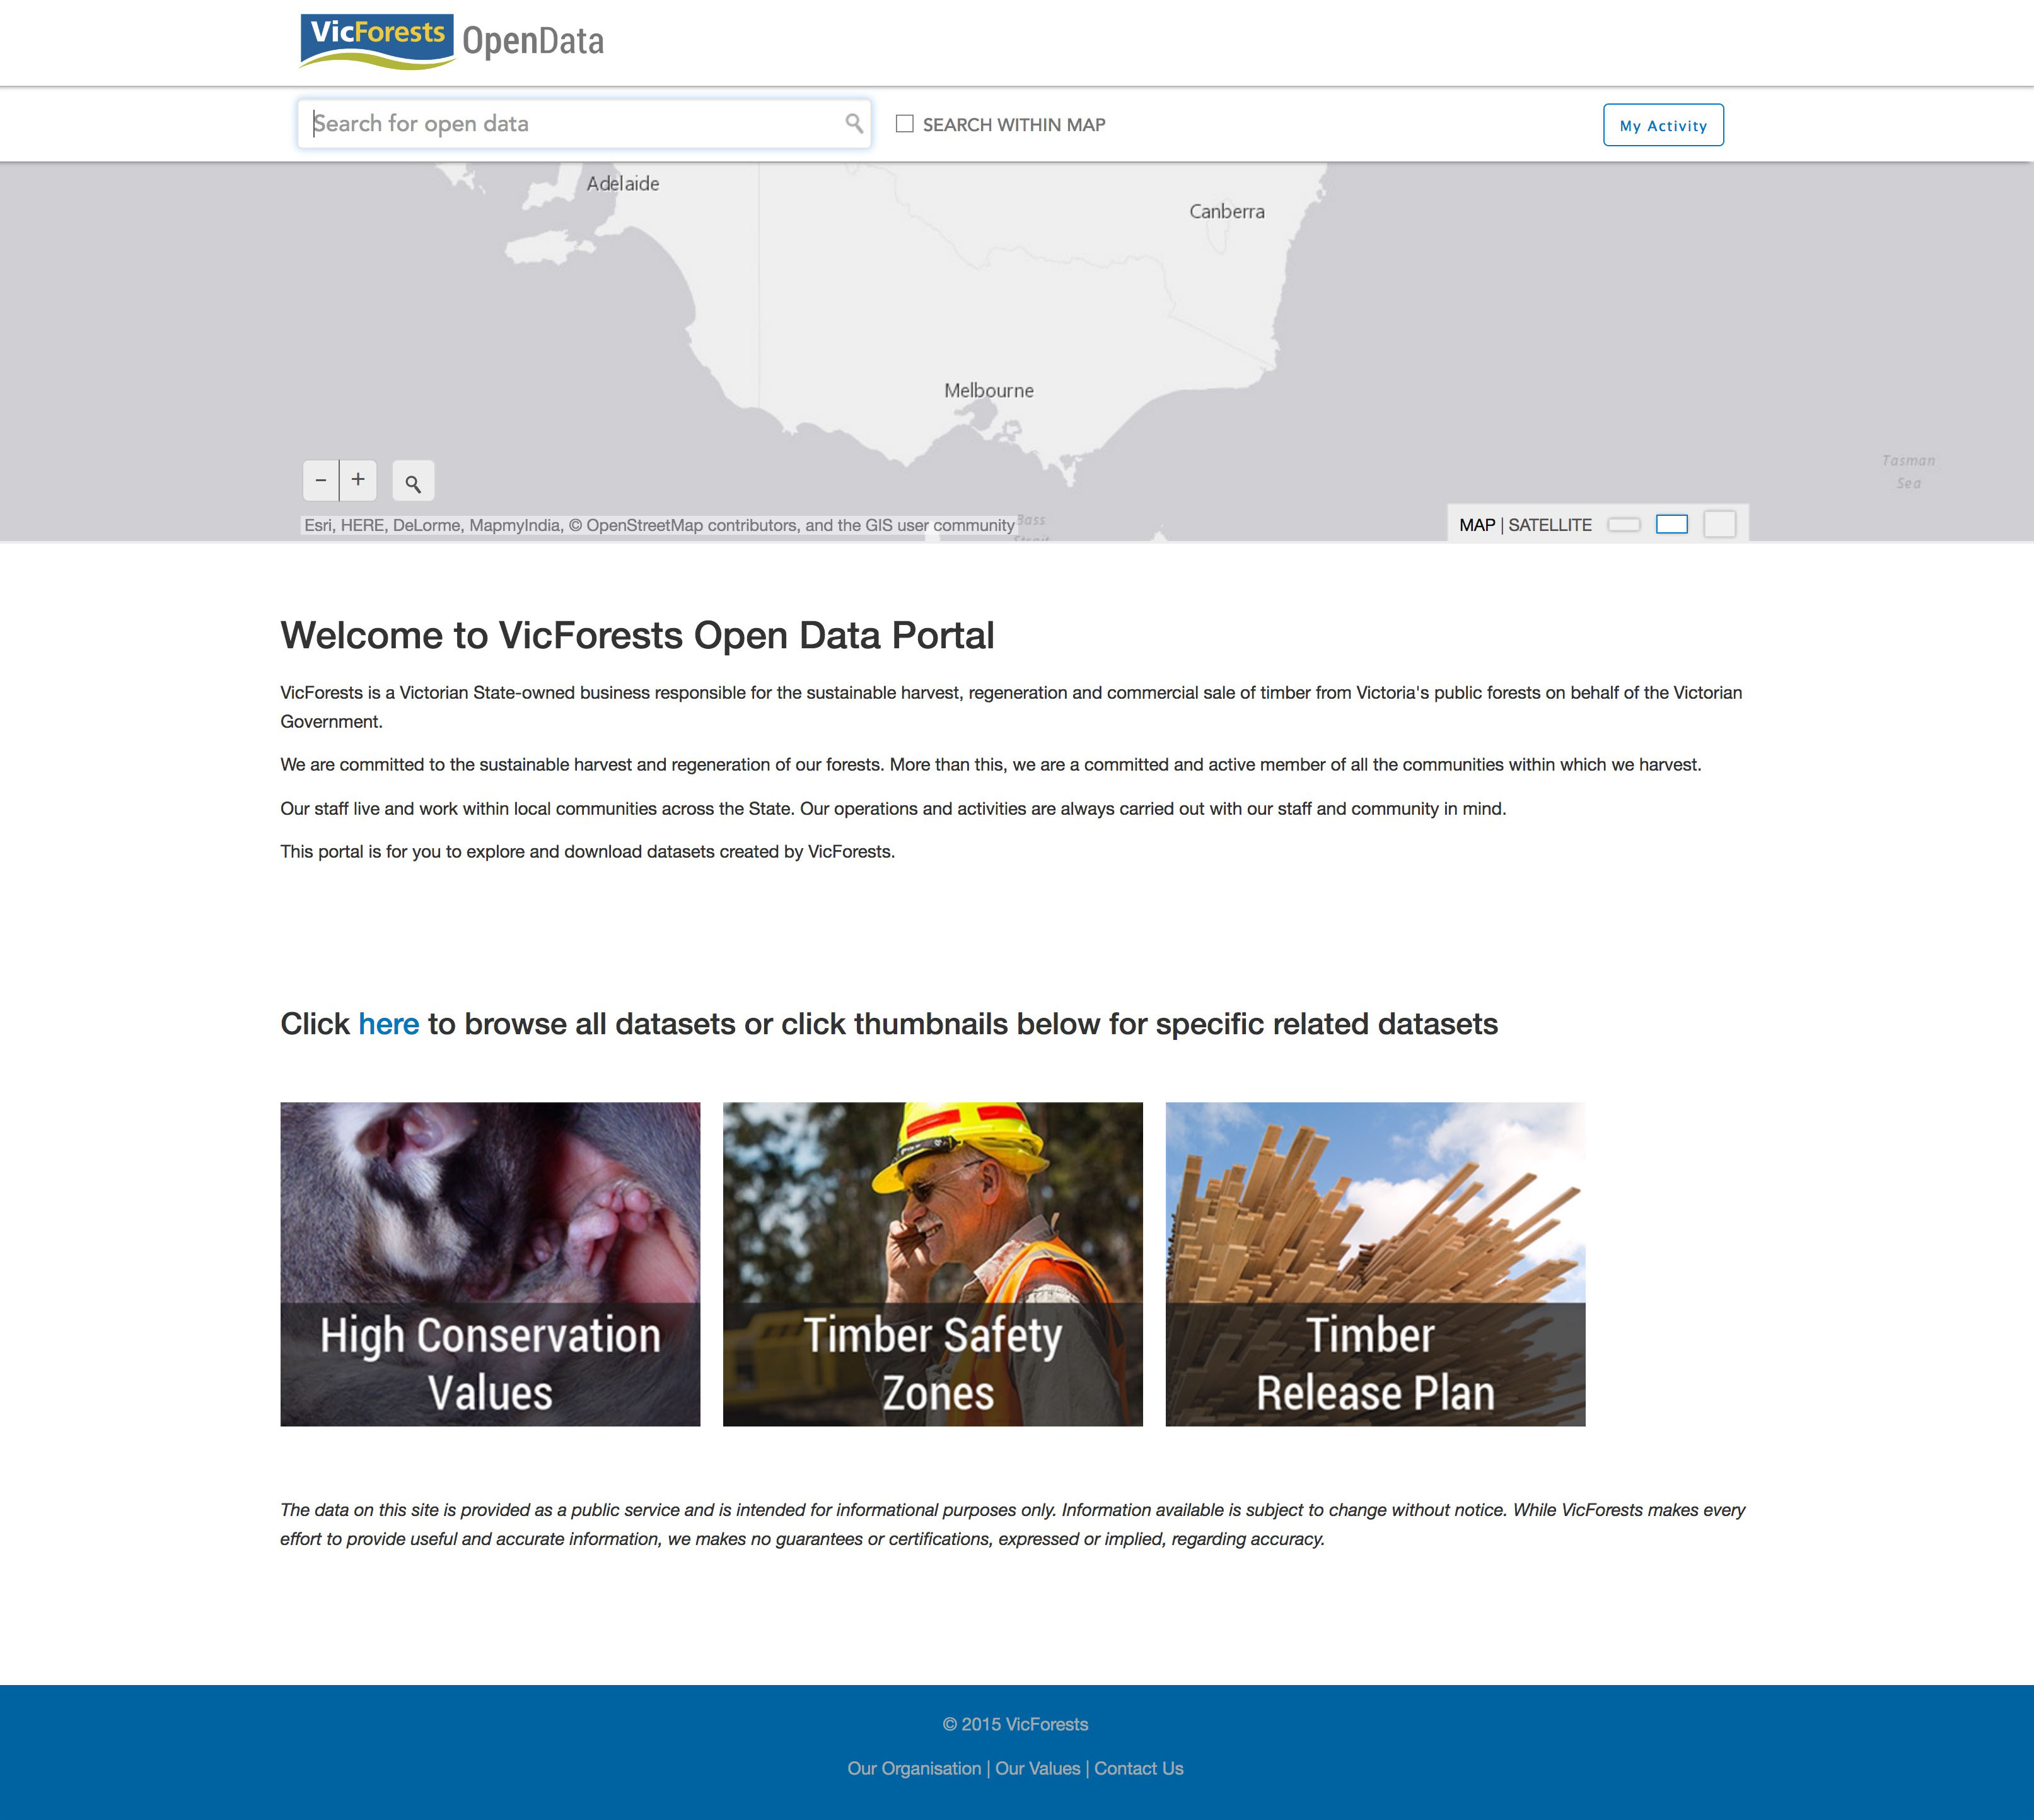 VicForests OpenData
Search for open data
SEARCH WITHIN MAP
My Activity
Adelaide
Canberra
Melbourne
Tasman
Sea
− +
Esri, HERE, DeLorme, MapmyIndia, © OpenStreetMap contributors, and the GIS user community
Bass
Strait
MAP | SATELLITE
Welcome to VicForests Open Data Portal
VicForests is a Victorian State-owned business responsible for the sustainable harvest, regeneration and commercial sale of timber from Victoria's public forests on behalf of the Victorian
Government.
We are committed to the sustainable harvest and regeneration of our forests. More than this, we are a committed and active member of all the communities within which we harvest.
Our staff live and work within local communities across the State. Our operations and activities are always carried out with our staff and community in mind.
This portal is for you to explore and download datasets created by VicForests.
Click here to browse all datasets or click thumbnails below for specific related datasets
High Conservation
Values
Timber Safety
Zones
Timber
Release Plan
The data on this site is provided as a public service and is intended for informational purposes only. Information available is subject to change without notice. While VicForests makes every
effort to provide useful and accurate information, we makes no guarantees or certifications, expressed or implied, regarding accuracy.
© 2015 VicForests
Our Organisation | Our Values | Contact Us